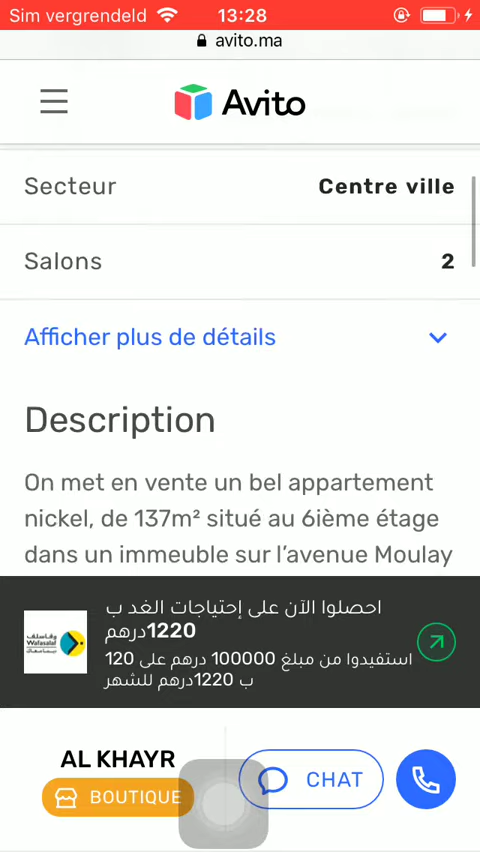 Sim vergrendeld 13:28
avito.ma
Avito
Secteur Centre ville
Salons 2
Afficher plus de détails
Description
On met en vente un bel appartement
nickel, de 137m² situé au 6ième étage
dans un immeuble sur l’avenue Moulay
احصلوا الآن على إحتياجات الغد ب
1220درهم
وفاسلف
Wafasalaf
استفيدوا من مبلغ 100000 درهم على 120
ب 1220درهم للشهر
AL KHAYR
BOUTIQUE
CHAT